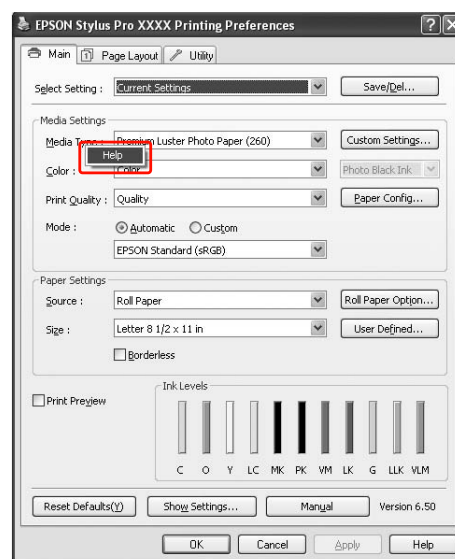 EPSON Stylus Pro XXXX Printing Preferences
Main Page Layout Utility
Select Setting : Current Settings Save/Del...
Media Settings
Media Type : Premium Luster Photo Paper (260) Custom Settings...
Help
Color : Color Photo Black Ink
Print Quality : Quality Paper Config...
Mode : Automatic Custom
EPSON Standard (sRGB)
Paper Settings
Source : Roll Paper Roll Paper Option...
Size : Letter 8 1/2 x 11 in User Defined...
Borderless
Print Preview
Ink Levels
C O Y LC MK PK VM LK G LLK VLM
Reset Defaults(Y) Show Settings... Manual Version 6.50
OK Cancel Apply Help